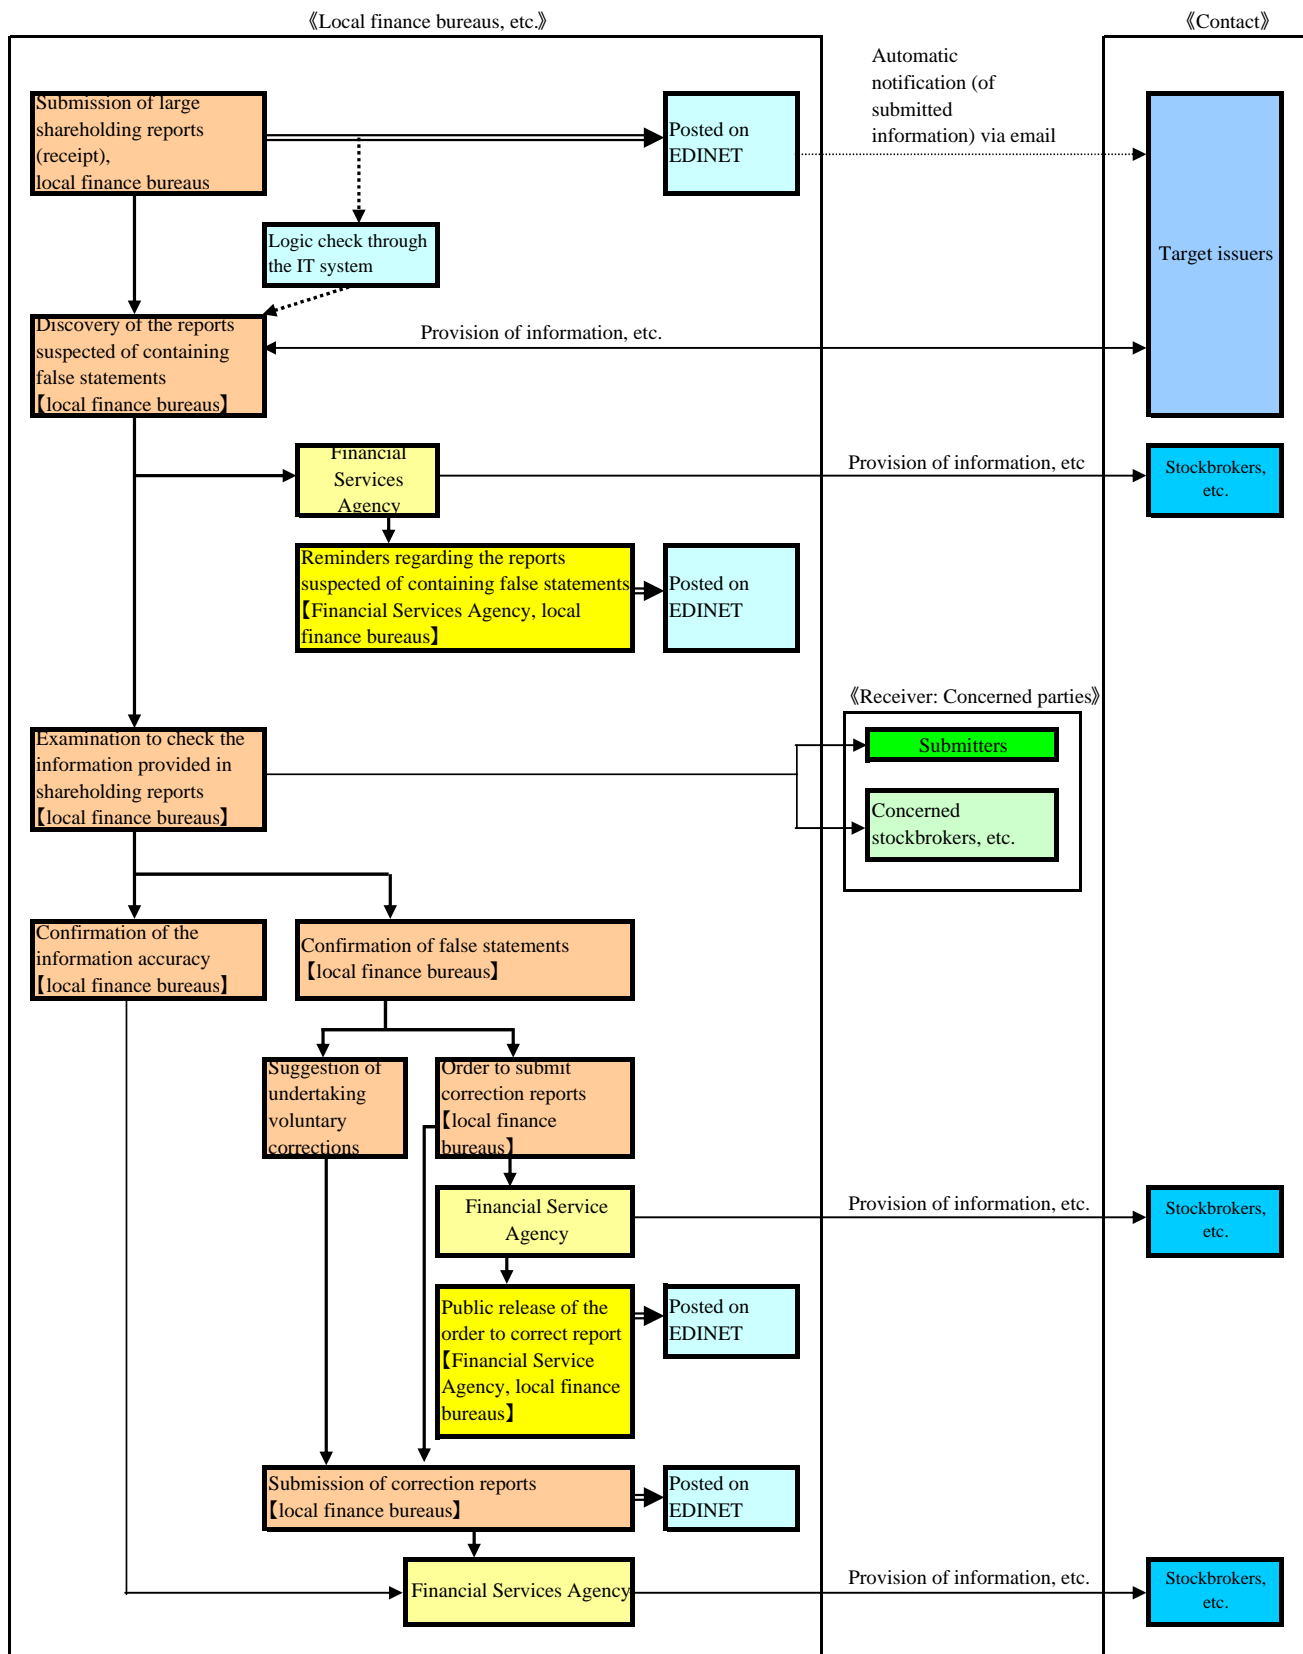 《Local finance bureaus, etc.》
《Contact》
Automatic
notification (of
submitted
information) via email
Submission of large
shareholding reports
(receipt),
local finance bureaus
Posted on
EDINET
Logic check through
the IT system
Target issuers
Discovery of the reports
suspected of containing
false statements
【local finance bureaus】
Provision of information, etc.
Financial
Services
Agency
Provision of information, etc
Stockbrokers,
etc.
Reminders regarding the reports
suspected of containing false statements
【Financial Services Agency, local
finance bureaus】
Posted on
EDINET
《Receiver: Concerned parties》
Examination to check the
information provided in
shareholding reports
【local finance bureaus】
Submitters
Concerned
stockbrokers, etc.
Confirmation of the
information accuracy
【local finance bureaus】
Confirmation of false statements
【local finance bureaus】
Suggestion of
undertaking
voluntary
corrections
Order to submit
correction reports
【local finance
bureaus】
Financial Service
Agency
Provision of information, etc.
Stockbrokers,
etc.
Public release of the
order to correct report
【Financial Service
Agency, local finance
bureaus】
Posted on
EDINET
Submission of correction reports
【local finance bureaus】
Posted on
EDINET
Financial Services Agency
Provision of information, etc.
Stockbrokers,
etc.